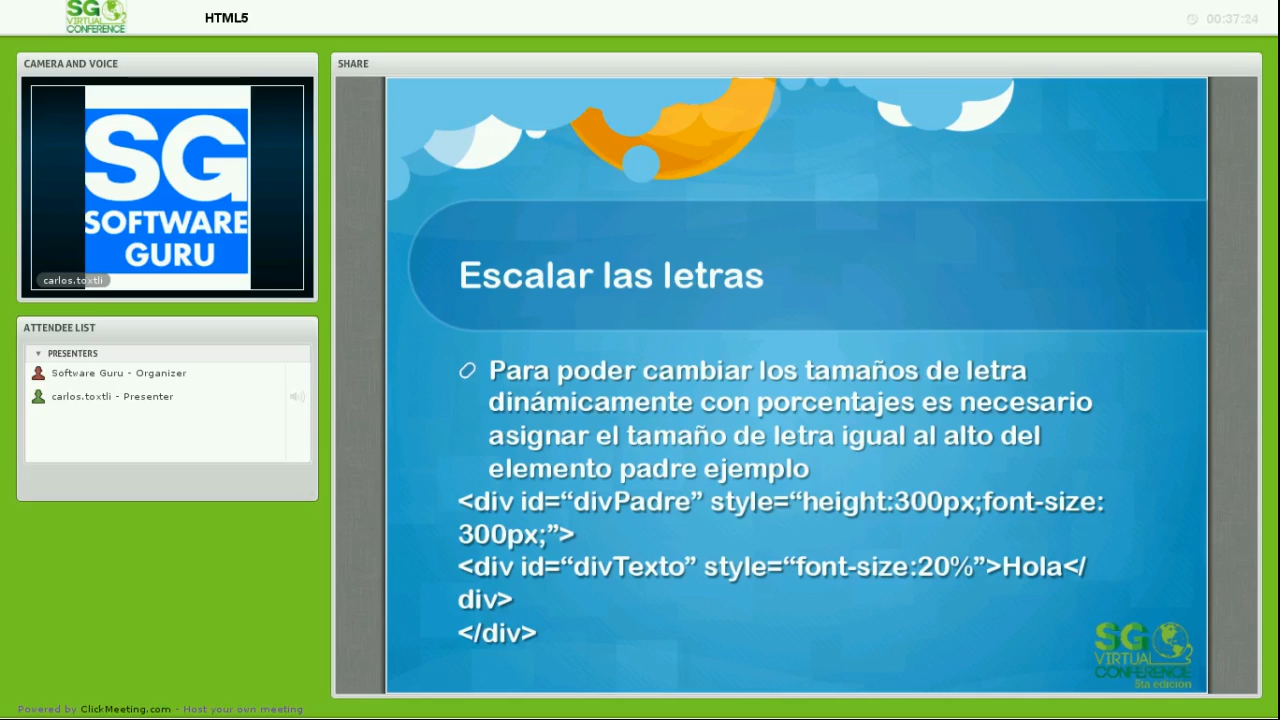 SG
VIRTUAL
CONFERENCE
HTML5
00:37:24
CAMERA AND VOICE
SG
SOFTWARE
GURU
carlos.toxtli
ATTENDEE LIST
PRESENTERS
Software Guru - Organizer
carlos.toxtli - Presenter
SHARE
Escalar las letras
Para poder cambiar los tamaños de letra
dinámicamente con porcentajes es necesario
asignar el tamaño de letra igual al alto del
elemento padre ejemplo
<div id=“divPadre” style=“height:300px;font-size:
300px;”>
<div id=“divTexto” style=“font-size:20%”>Hola</
div>
</div>
SG
VIRTUAL
CONFERENCE
5ta edición
Powered by ClickMeeting.com - Host your own meeting